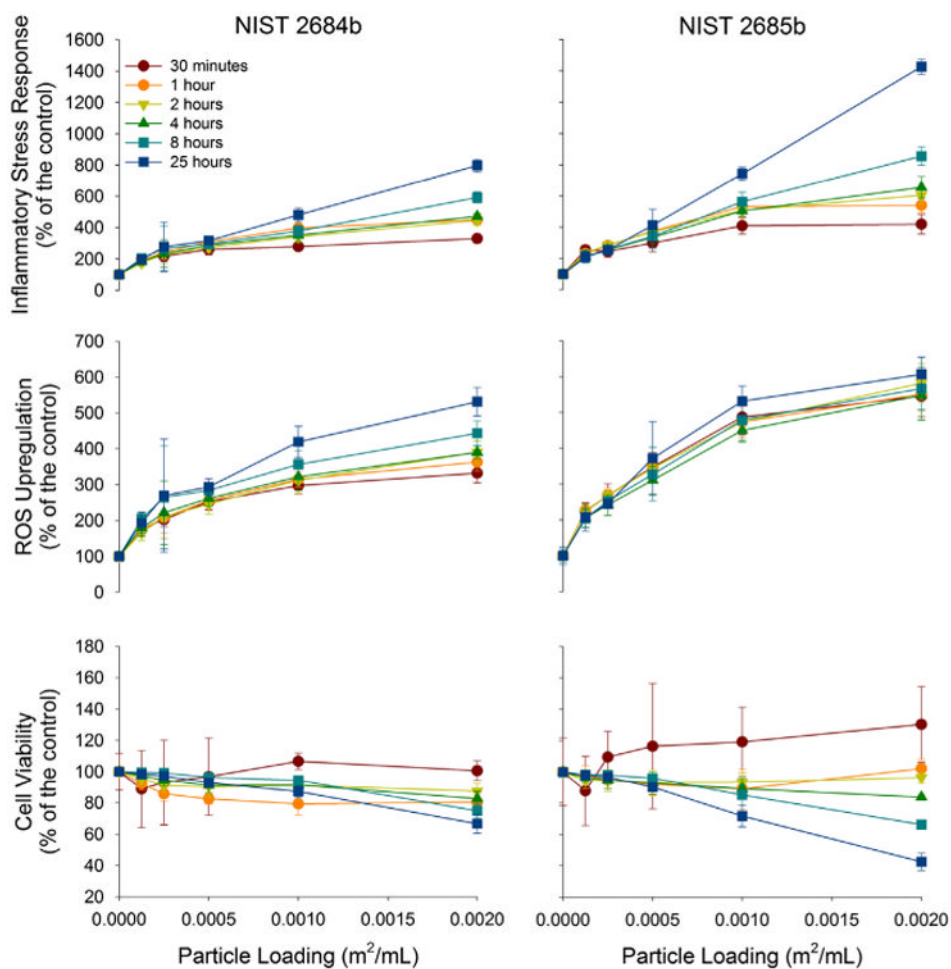 NIST 2684b
NIST 2685b
Inflammatory Stress Response
(% of the control)
1600
1400
1200
1000
800
600
400
200
0
30 minutes
1 hour
2 hours
4 hours
8 hours
25 hours
ROS Upregulation
(% of the control)
700
600
500
400
300
200
100
0
Cell Viability
(% of the control)
180
160
140
120
100
80
60
40
20
0.0000 0.0005 0.0010 0.0015 0.0020
0.0000 0.0005 0.0010 0.0015 0.0020
Particle Loading (m²/mL)
Particle Loading (m²/mL)